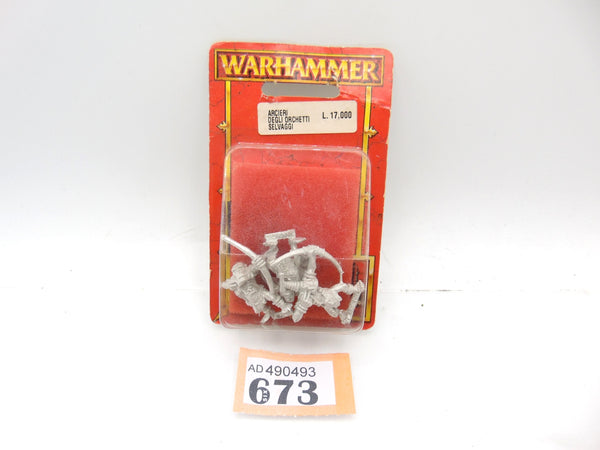 WARHAMMER
ARCIERI
DEGLI ORCHETTI
SELVAGGI
L. 17,000
AD 490493
673